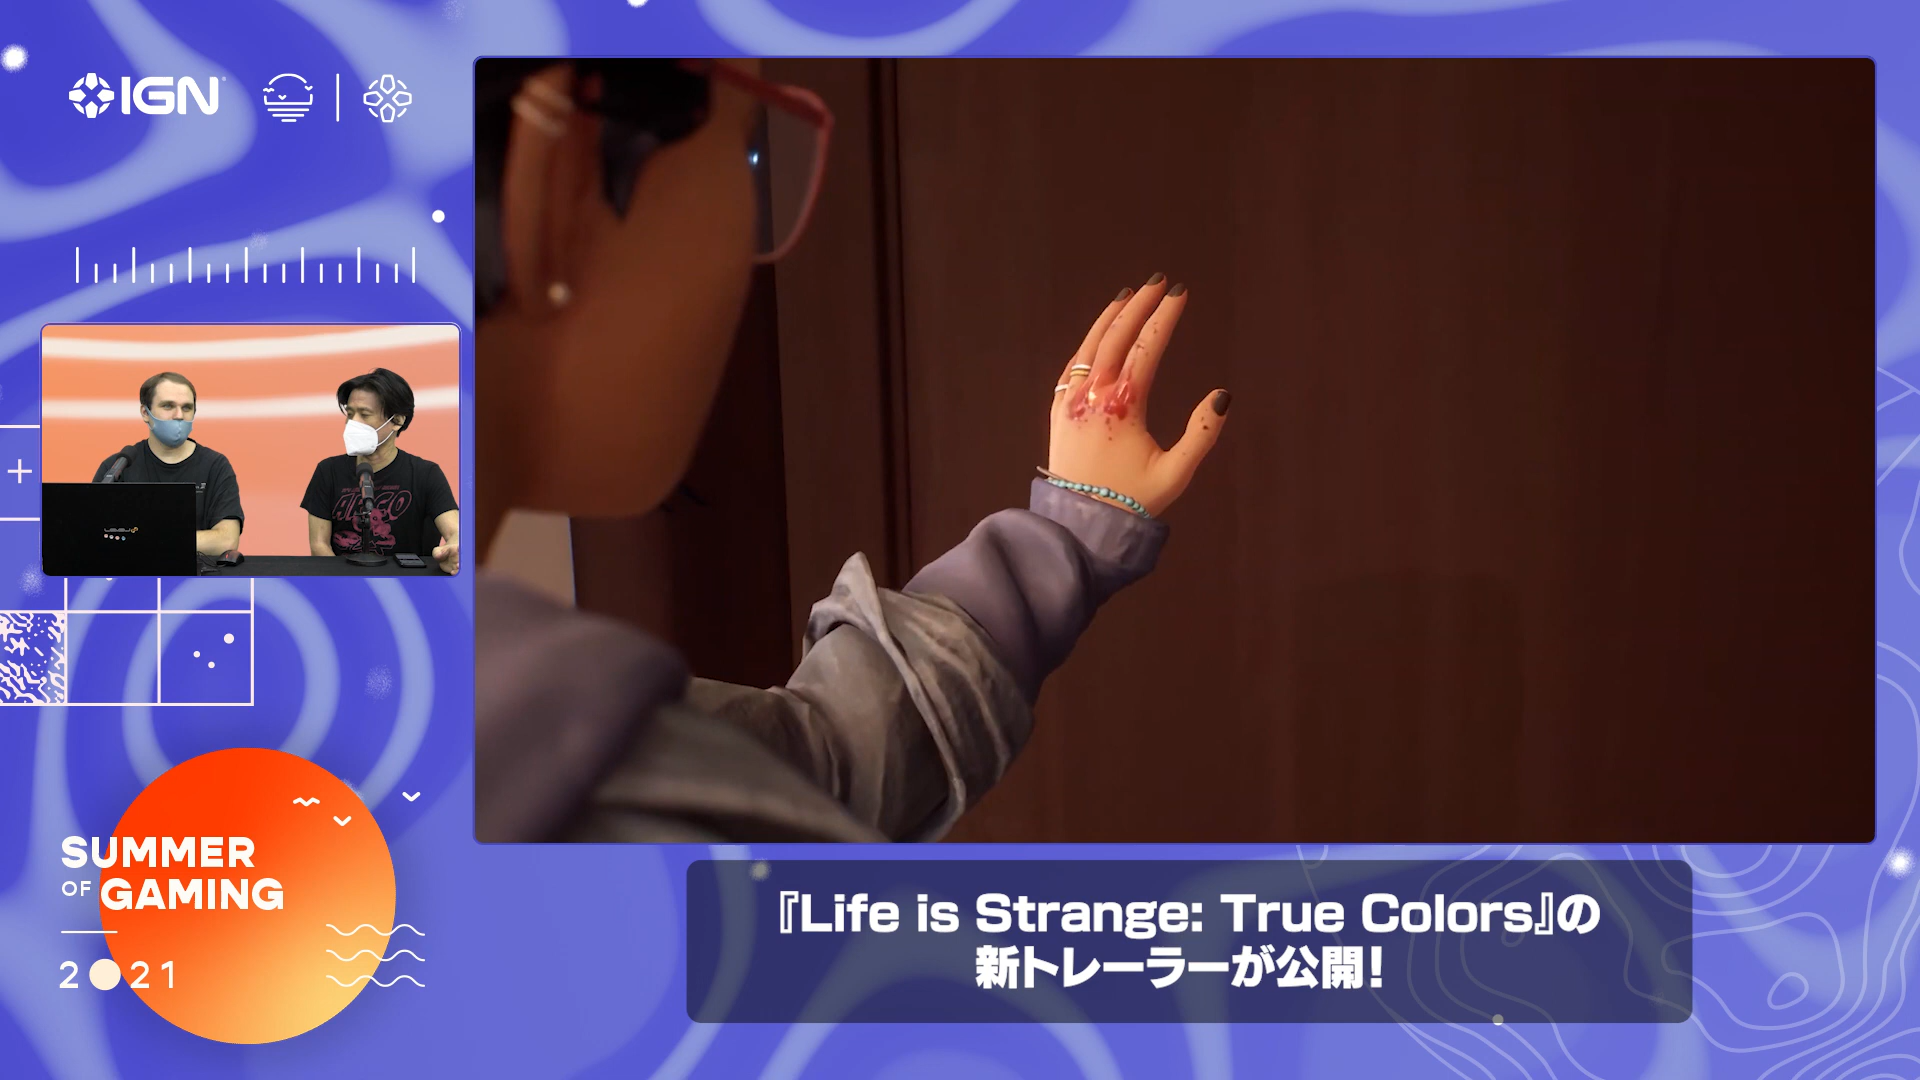 IGN
SUMMER
OF GAMING
2021
ARGO
『Life is Strange: True Colors』の
新トレーラーが公開!